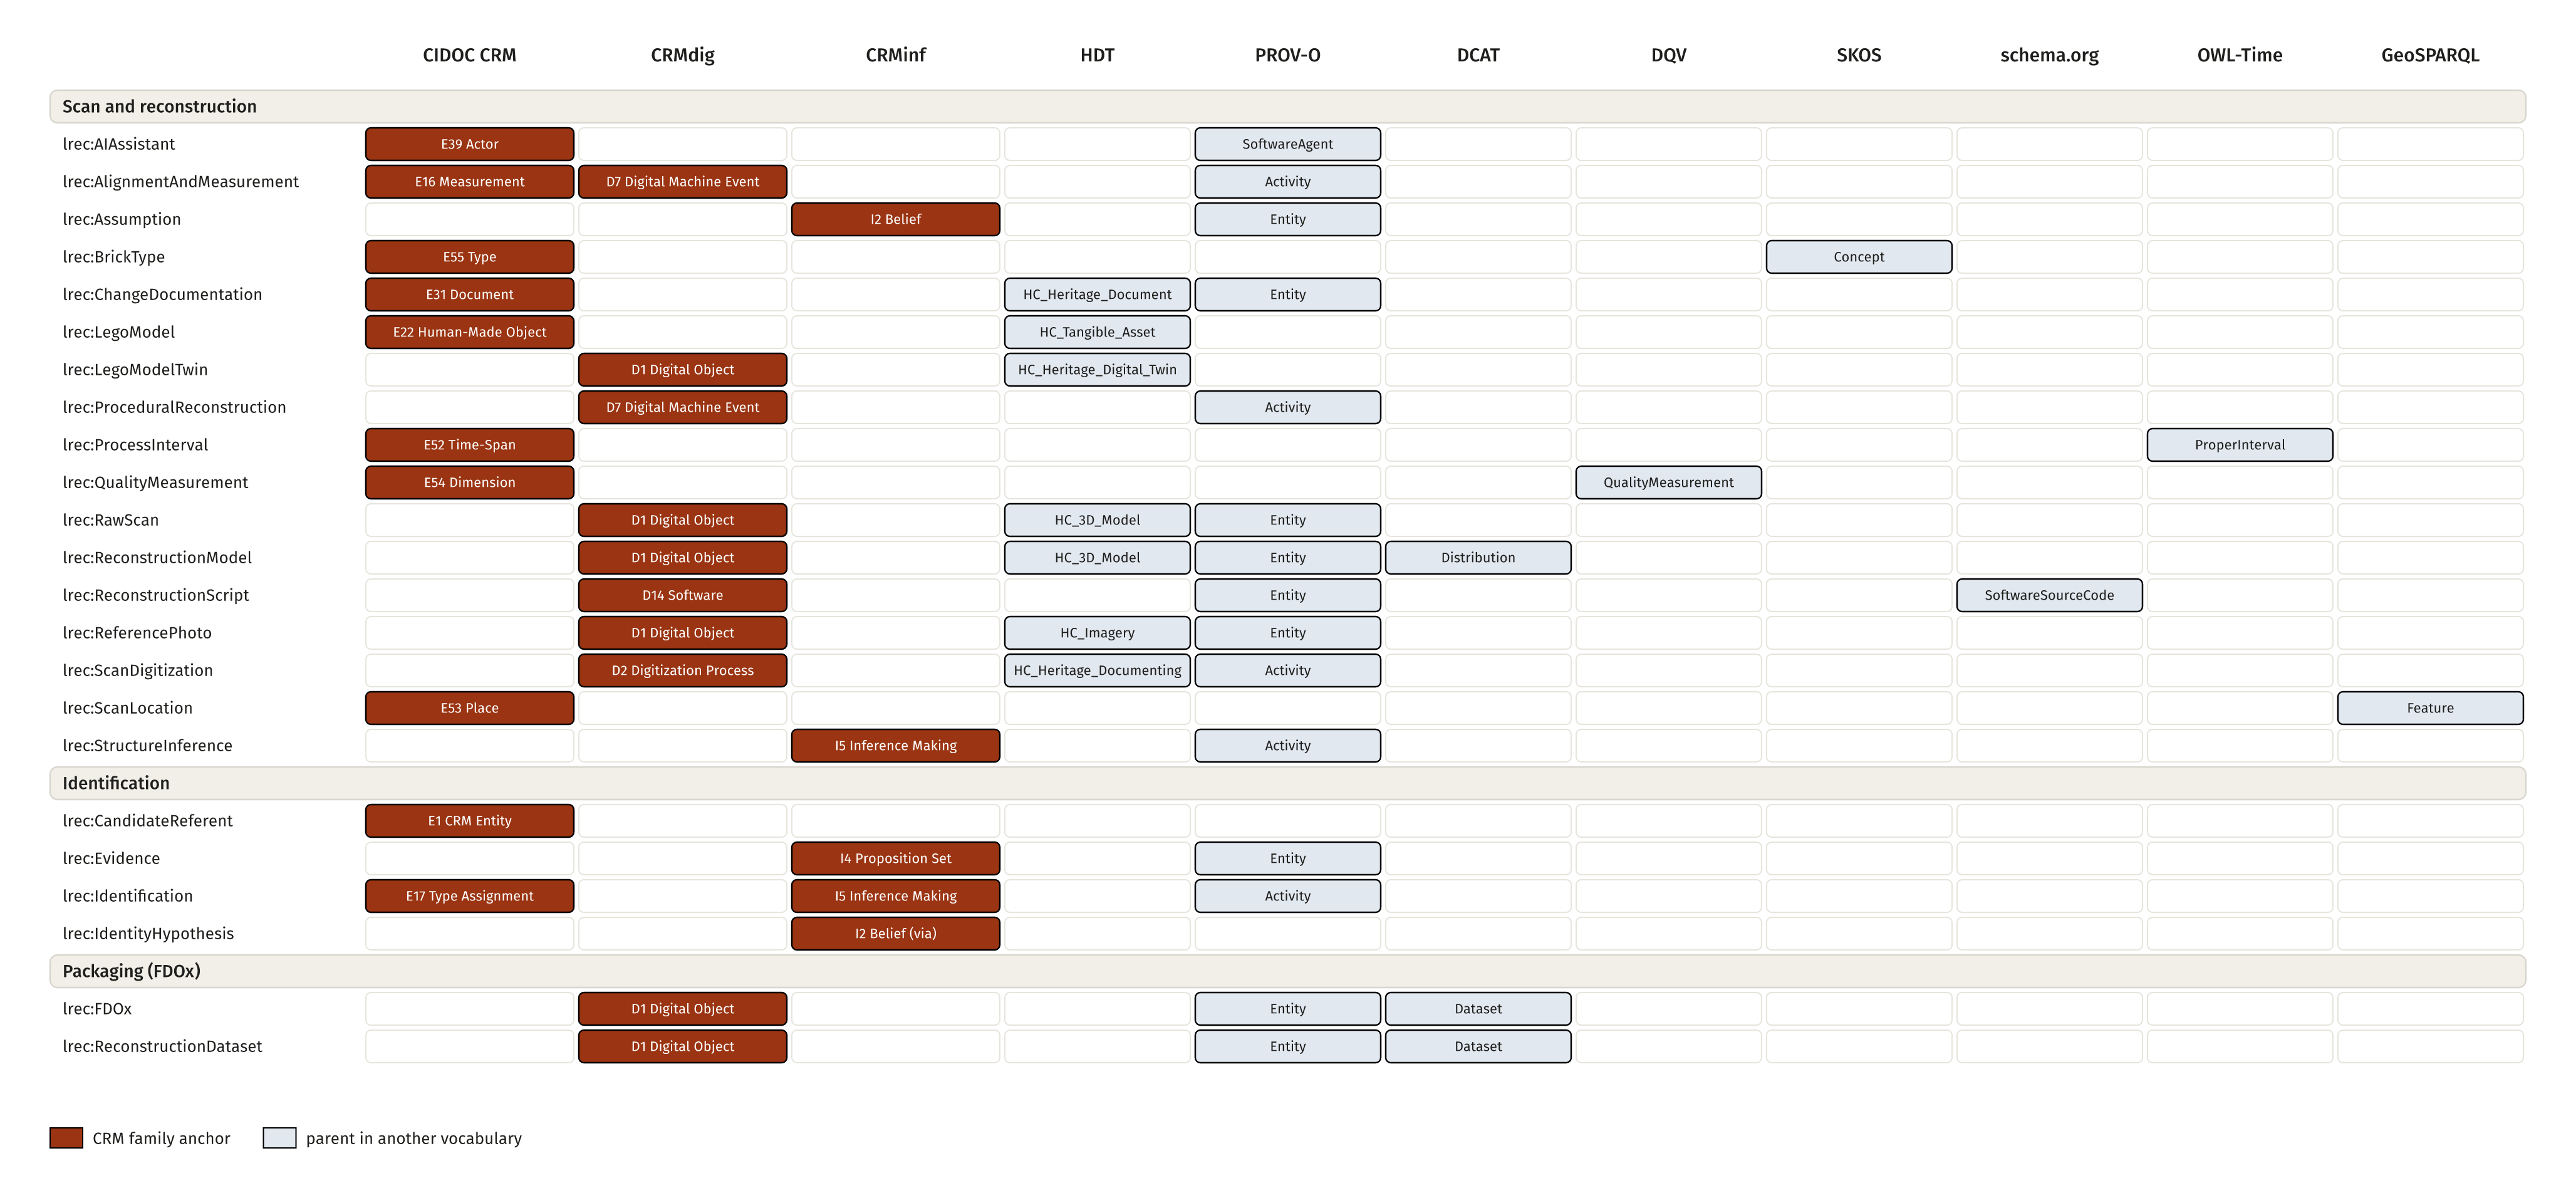 CIDOC CRM CRMdig CRMinf HDT PROV-O DCAT DQV SKOS schema.org OWL-Time GeoSPARQL
Scan and reconstruction
lrec:AIAssistant E39 Actor SoftwareAgent
lrec:AlignmentAndMeasurement E16 Measurement D7 Digital Machine Event Activity
lrec:Assumption I2 Belief Entity
lrec:BrickType E55 Type Concept
lrec:ChangeDocumentation E31 Document HC_Heritage_Document Entity
lrec:LegoModel E22 Human-Made Object HC_Tangible_Asset
lrec:LegoModelTwin D1 Digital Object HC_Heritage_Digital_Twin
lrec:ProceduralReconstruction D7 Digital Machine Event Activity
lrec:ProcessInterval E52 Time-Span ProperInterval
lrec:QualityMeasurement E54 Dimension QualityMeasurement
lrec:RawScan D1 Digital Object HC_3D_Model Entity
lrec:ReconstructionModel D1 Digital Object HC_3D_Model Entity Distribution
lrec:ReconstructionScript D14 Software Entity SoftwareSourceCode
lrec:ReferencePhoto D1 Digital Object HC_Imagery Entity
lrec:ScanDigitization D2 Digitization Process HC_Heritage_Documenting Activity
lrec:ScanLocation E53 Place Feature
lrec:StructureInference I5 Inference Making Activity
Identification
lrec:CandidateReferent E1 CRM Entity
lrec:Evidence I4 Proposition Set Entity
lrec:Identification E17 Type Assignment I5 Inference Making Activity
lrec:IdentityHypothesis I2 Belief (via)
Packaging (FDOx)
lrec:FDOx D1 Digital Object Entity Dataset
lrec:ReconstructionDataset D1 Digital Object Entity Dataset
CRM family anchor parent in another vocabulary